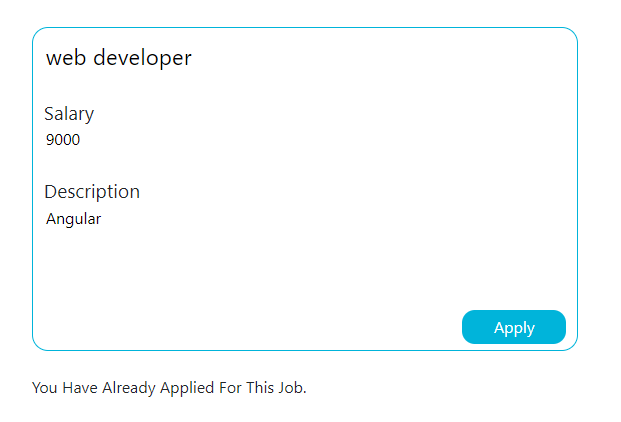 web developer
Salary
9000
Description
Angular
Apply
You Have Already Applied For This Job.